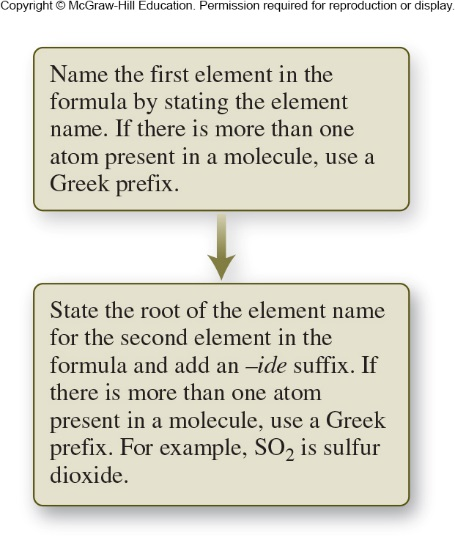 Copyright © McGraw-Hill Education. Permission required for reproduction or display.
Name the first element in the
formula by stating the element
name. If there is more than one
atom present in a molecule, use a
Greek prefix.
State the root of the element name
for the second element in the
formula and add an –ide suffix. If
there is more than one atom
present in a molecule, use a Greek
prefix. For example, SO₂ is sulfur
dioxide.